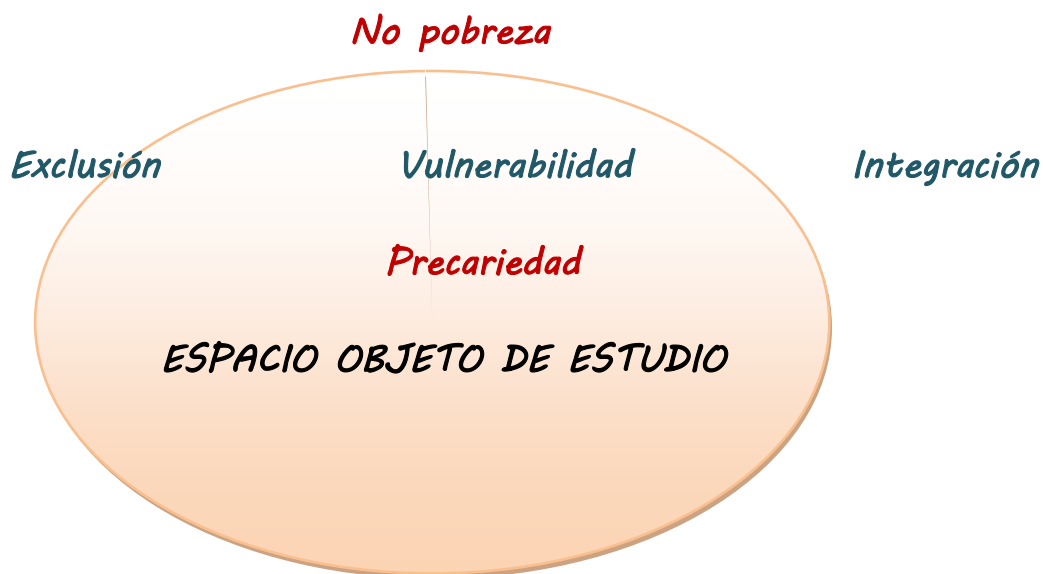 No pobreza
Exclusión Vulnerabilidad Integración
Precariedad
ESPACIO OBJETO DE ESTUDIO